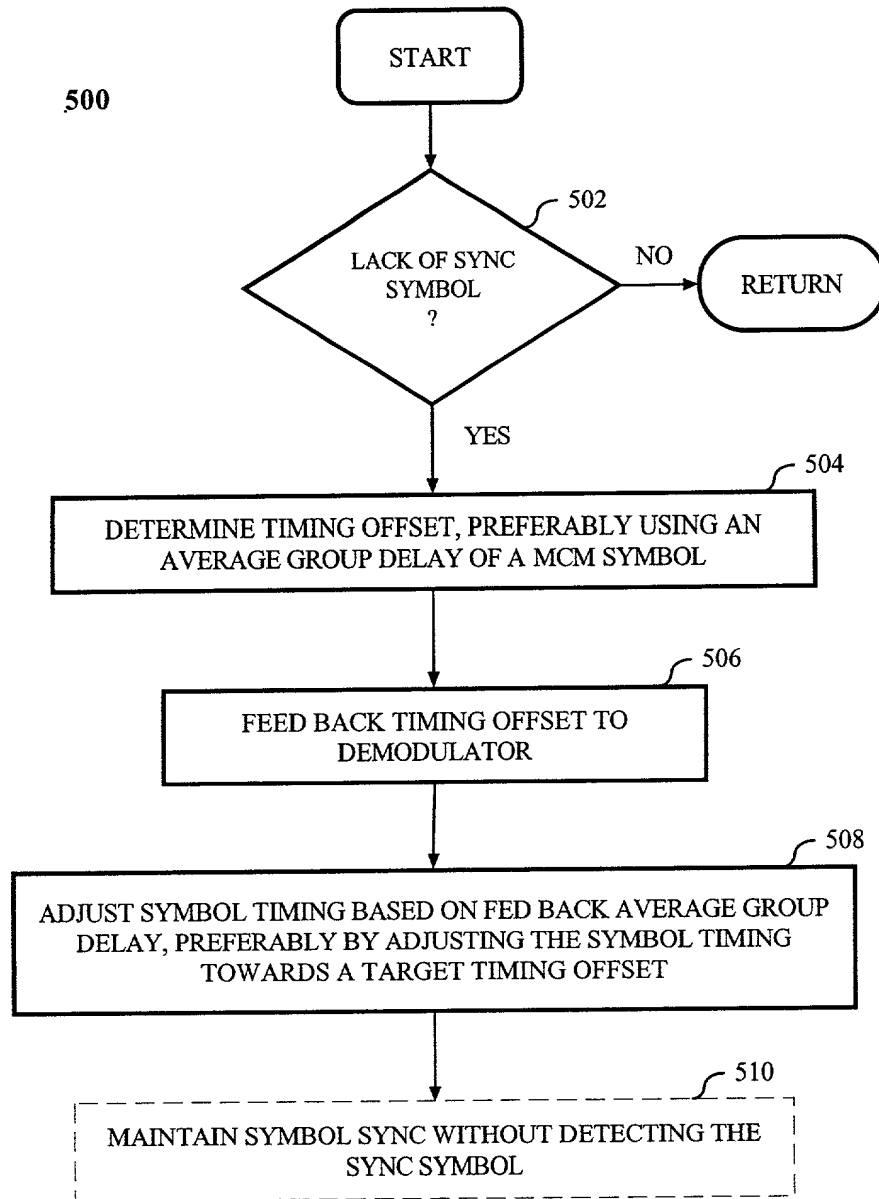 START
500
502
LACK OF SYNC
SYMBOL
?
NO
RETURN
YES
504
DETERMINE TIMING OFFSET, PREFERABLY USING AN
AVERAGE GROUP DELAY OF A MCM SYMBOL
506
FEED BACK TIMING OFFSET TO
DEMODULATOR
508
ADJUST SYMBOL TIMING BASED ON FED BACK AVERAGE GROUP
DELAY, PREFERABLY BY ADJUSTING THE SYMBOL TIMING
TOWARDS A TARGET TIMING OFFSET
510
MAINTAIN SYMBOL SYNC WITHOUT DETECTING THE
SYNC SYMBOL